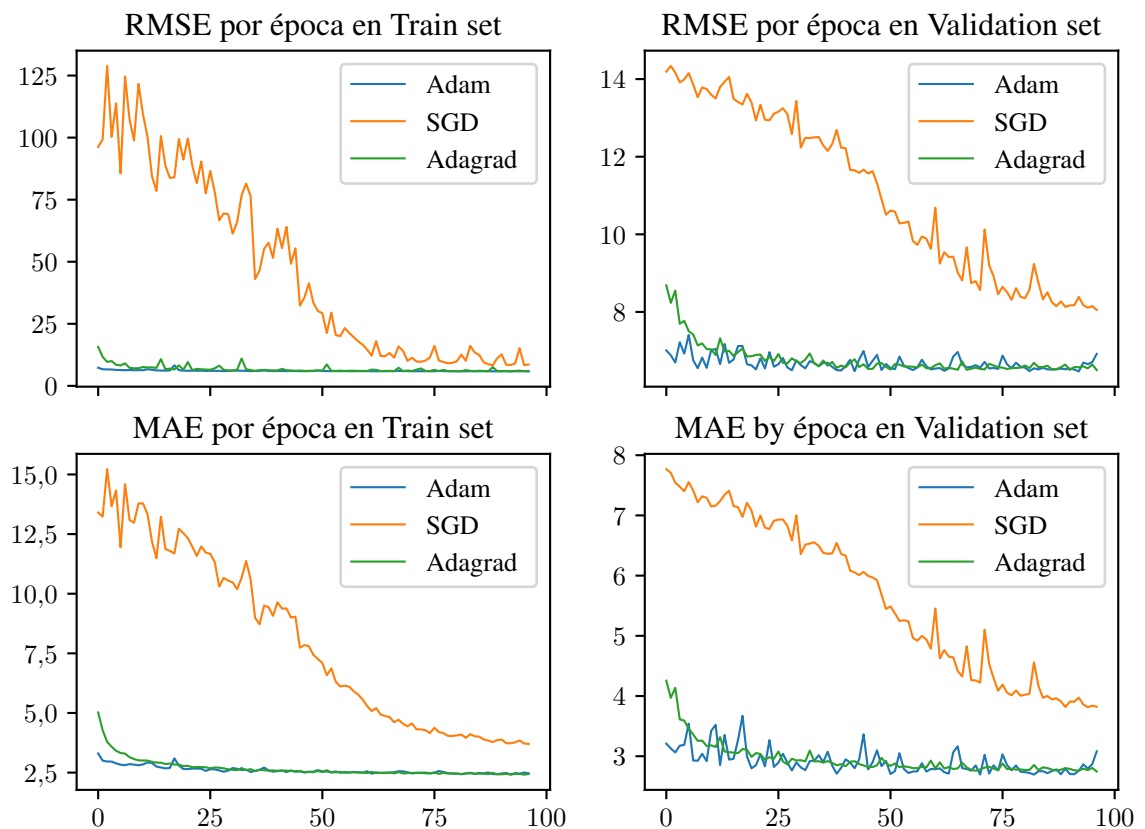 RMSE por época en Train set
125
100
75
50
25
0
Adam
SGD
Adagrad
RMSE por época en Validation set
14
12
10
8
Adam
SGD
Adagrad
MAE por época en Train set
15,0
12,5
10,0
7,5
5,0
2,5
0
25
50
75
100
Adam
SGD
Adagrad
MAE by época en Validation set
8
7
6
5
4
3
0
25
50
75
100
Adam
SGD
Adagrad